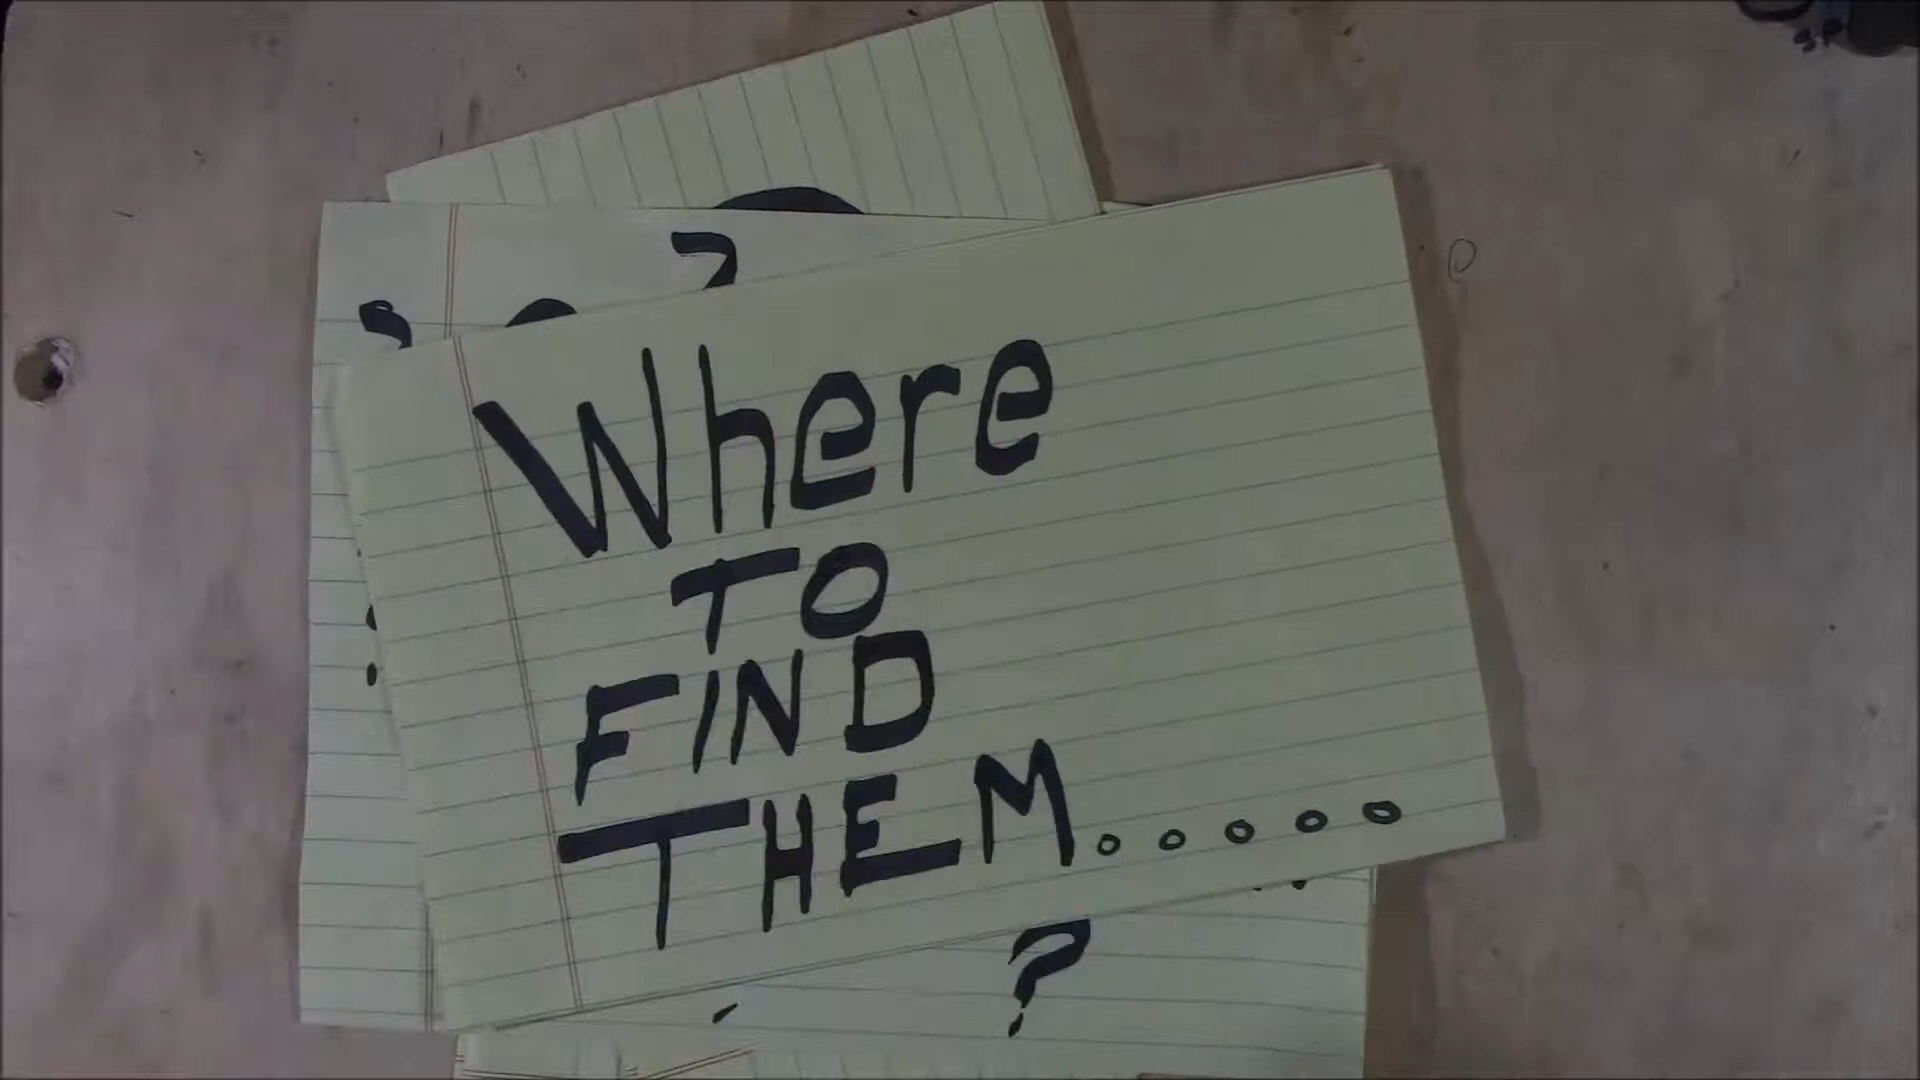 Where
TO
FIND
THEM.....
?